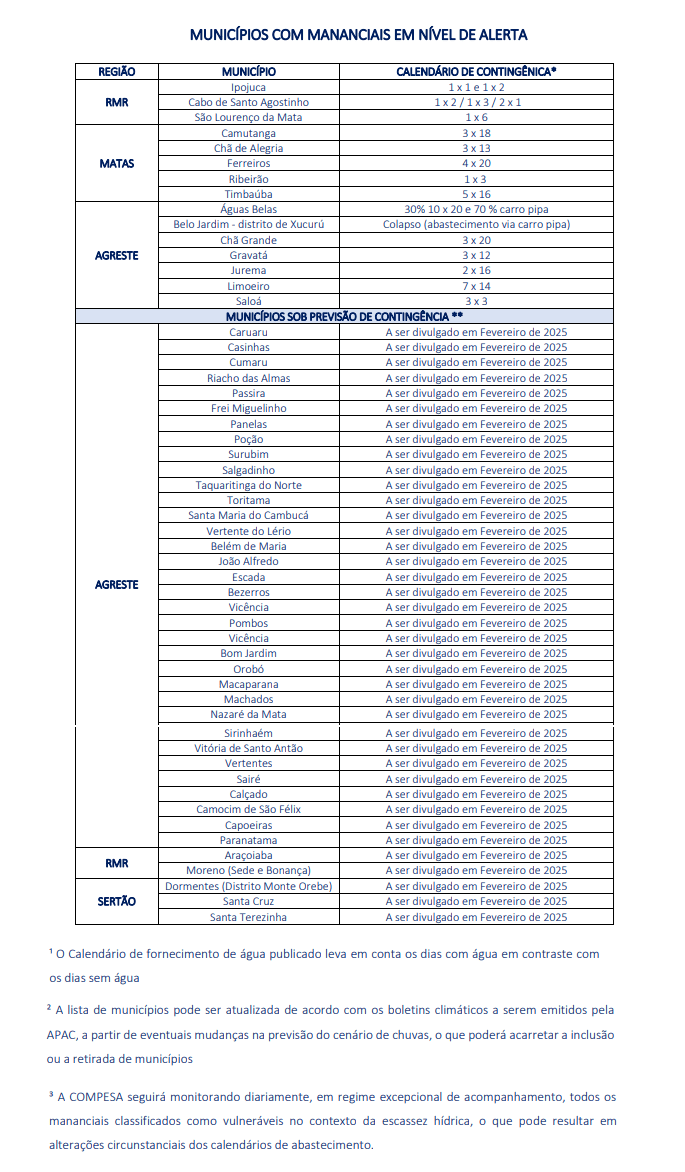 MUNICÍPIOS COM MANANCIAIS EM NÍVEL DE ALERTA
REGIÃO MUNICÍPIO CALENDÁRIO DE CONTINGÊNICA*
RMR
Ipojuca 1 x 1 e 1 x 2
Cabo de Santo Agostinho 1 x 2 / 1 x 3 / 2 x 1
São Lourenço da Mata 1 x 6
MATAS
Camutanga 3 x 18
Chã de Alegria 3 x 13
Ferreiros 4 x 20
Ribeirão 1 x 3
Timbaúba 5 x 16
AGRESTE
Águas Belas 30% 10 x 20 e 70 % carro pipa
Belo Jardim - distrito de Xucurú Colapso (abastecimento via carro pipa)
Chã Grande 3 x 20
Gravatá 3 x 12
Jurema 2 x 16
Limoeiro 7 x 14
Saloá 3 x 3
MUNICÍPIOS SOB PREVISÃO DE CONTINGÊNCIA **
AGRESTE
Caruaru A ser divulgado em Fevereiro de 2025
Casinhas A ser divulgado em Fevereiro de 2025
Cumaru A ser divulgado em Fevereiro de 2025
Riacho das Almas A ser divulgado em Fevereiro de 2025
Passira A ser divulgado em Fevereiro de 2025
Frei Miguelinho A ser divulgado em Fevereiro de 2025
Panelas A ser divulgado em Fevereiro de 2025
Poção A ser divulgado em Fevereiro de 2025
Surubim A ser divulgado em Fevereiro de 2025
Salgadinho A ser divulgado em Fevereiro de 2025
Taquaritinga do Norte A ser divulgado em Fevereiro de 2025
Toritama A ser divulgado em Fevereiro de 2025
Santa Maria do Cambucá A ser divulgado em Fevereiro de 2025
Vertente do Lério A ser divulgado em Fevereiro de 2025
Belém de Maria A ser divulgado em Fevereiro de 2025
João Alfredo A ser divulgado em Fevereiro de 2025
Escada A ser divulgado em Fevereiro de 2025
Bezerros A ser divulgado em Fevereiro de 2025
Vicência A ser divulgado em Fevereiro de 2025
Pombos A ser divulgado em Fevereiro de 2025
Vicência A ser divulgado em Fevereiro de 2025
Bom Jardim A ser divulgado em Fevereiro de 2025
Orobó A ser divulgado em Fevereiro de 2025
Macaparana A ser divulgado em Fevereiro de 2025
Machados A ser divulgado em Fevereiro de 2025
Nazaré da Mata A ser divulgado em Fevereiro de 2025
Sirinhaém A ser divulgado em Fevereiro de 2025
Vitória de Santo Antão A ser divulgado em Fevereiro de 2025
Vertentes A ser divulgado em Fevereiro de 2025
Sairé A ser divulgado em Fevereiro de 2025
Calçado A ser divulgado em Fevereiro de 2025
Camocim de São Félix A ser divulgado em Fevereiro de 2025
Capoeiras A ser divulgado em Fevereiro de 2025
Paranatama A ser divulgado em Fevereiro de 2025
RMR
Araçoiaba A ser divulgado em Fevereiro de 2025
Moreno (Sede e Bonança) A ser divulgado em Fevereiro de 2025
SERTÃO
Dormentes (Distrito Monte Orebe) A ser divulgado em Fevereiro de 2025
Santa Cruz A ser divulgado em Fevereiro de 2025
Santa Terezinha A ser divulgado em Fevereiro de 2025
¹ O Calendário de fornecimento de água publicado leva em conta os dias com água em contraste com
os dias sem água
² A lista de municípios pode ser atualizada de acordo com os boletins climáticos a serem emitidos pela
APAC, a partir de eventuais mudanças na previsão do cenário de chuvas, o que poderá acarretar a inclusão
ou a retirada de municípios
³ A COMPESA seguirá monitorando diariamente, em regime excepcional de acompanhamento, todos os
mananciais classificados como vulneráveis no contexto da escassez hídrica, o que pode resultar em
alterações circunstanciais dos calendários de abastecimento.